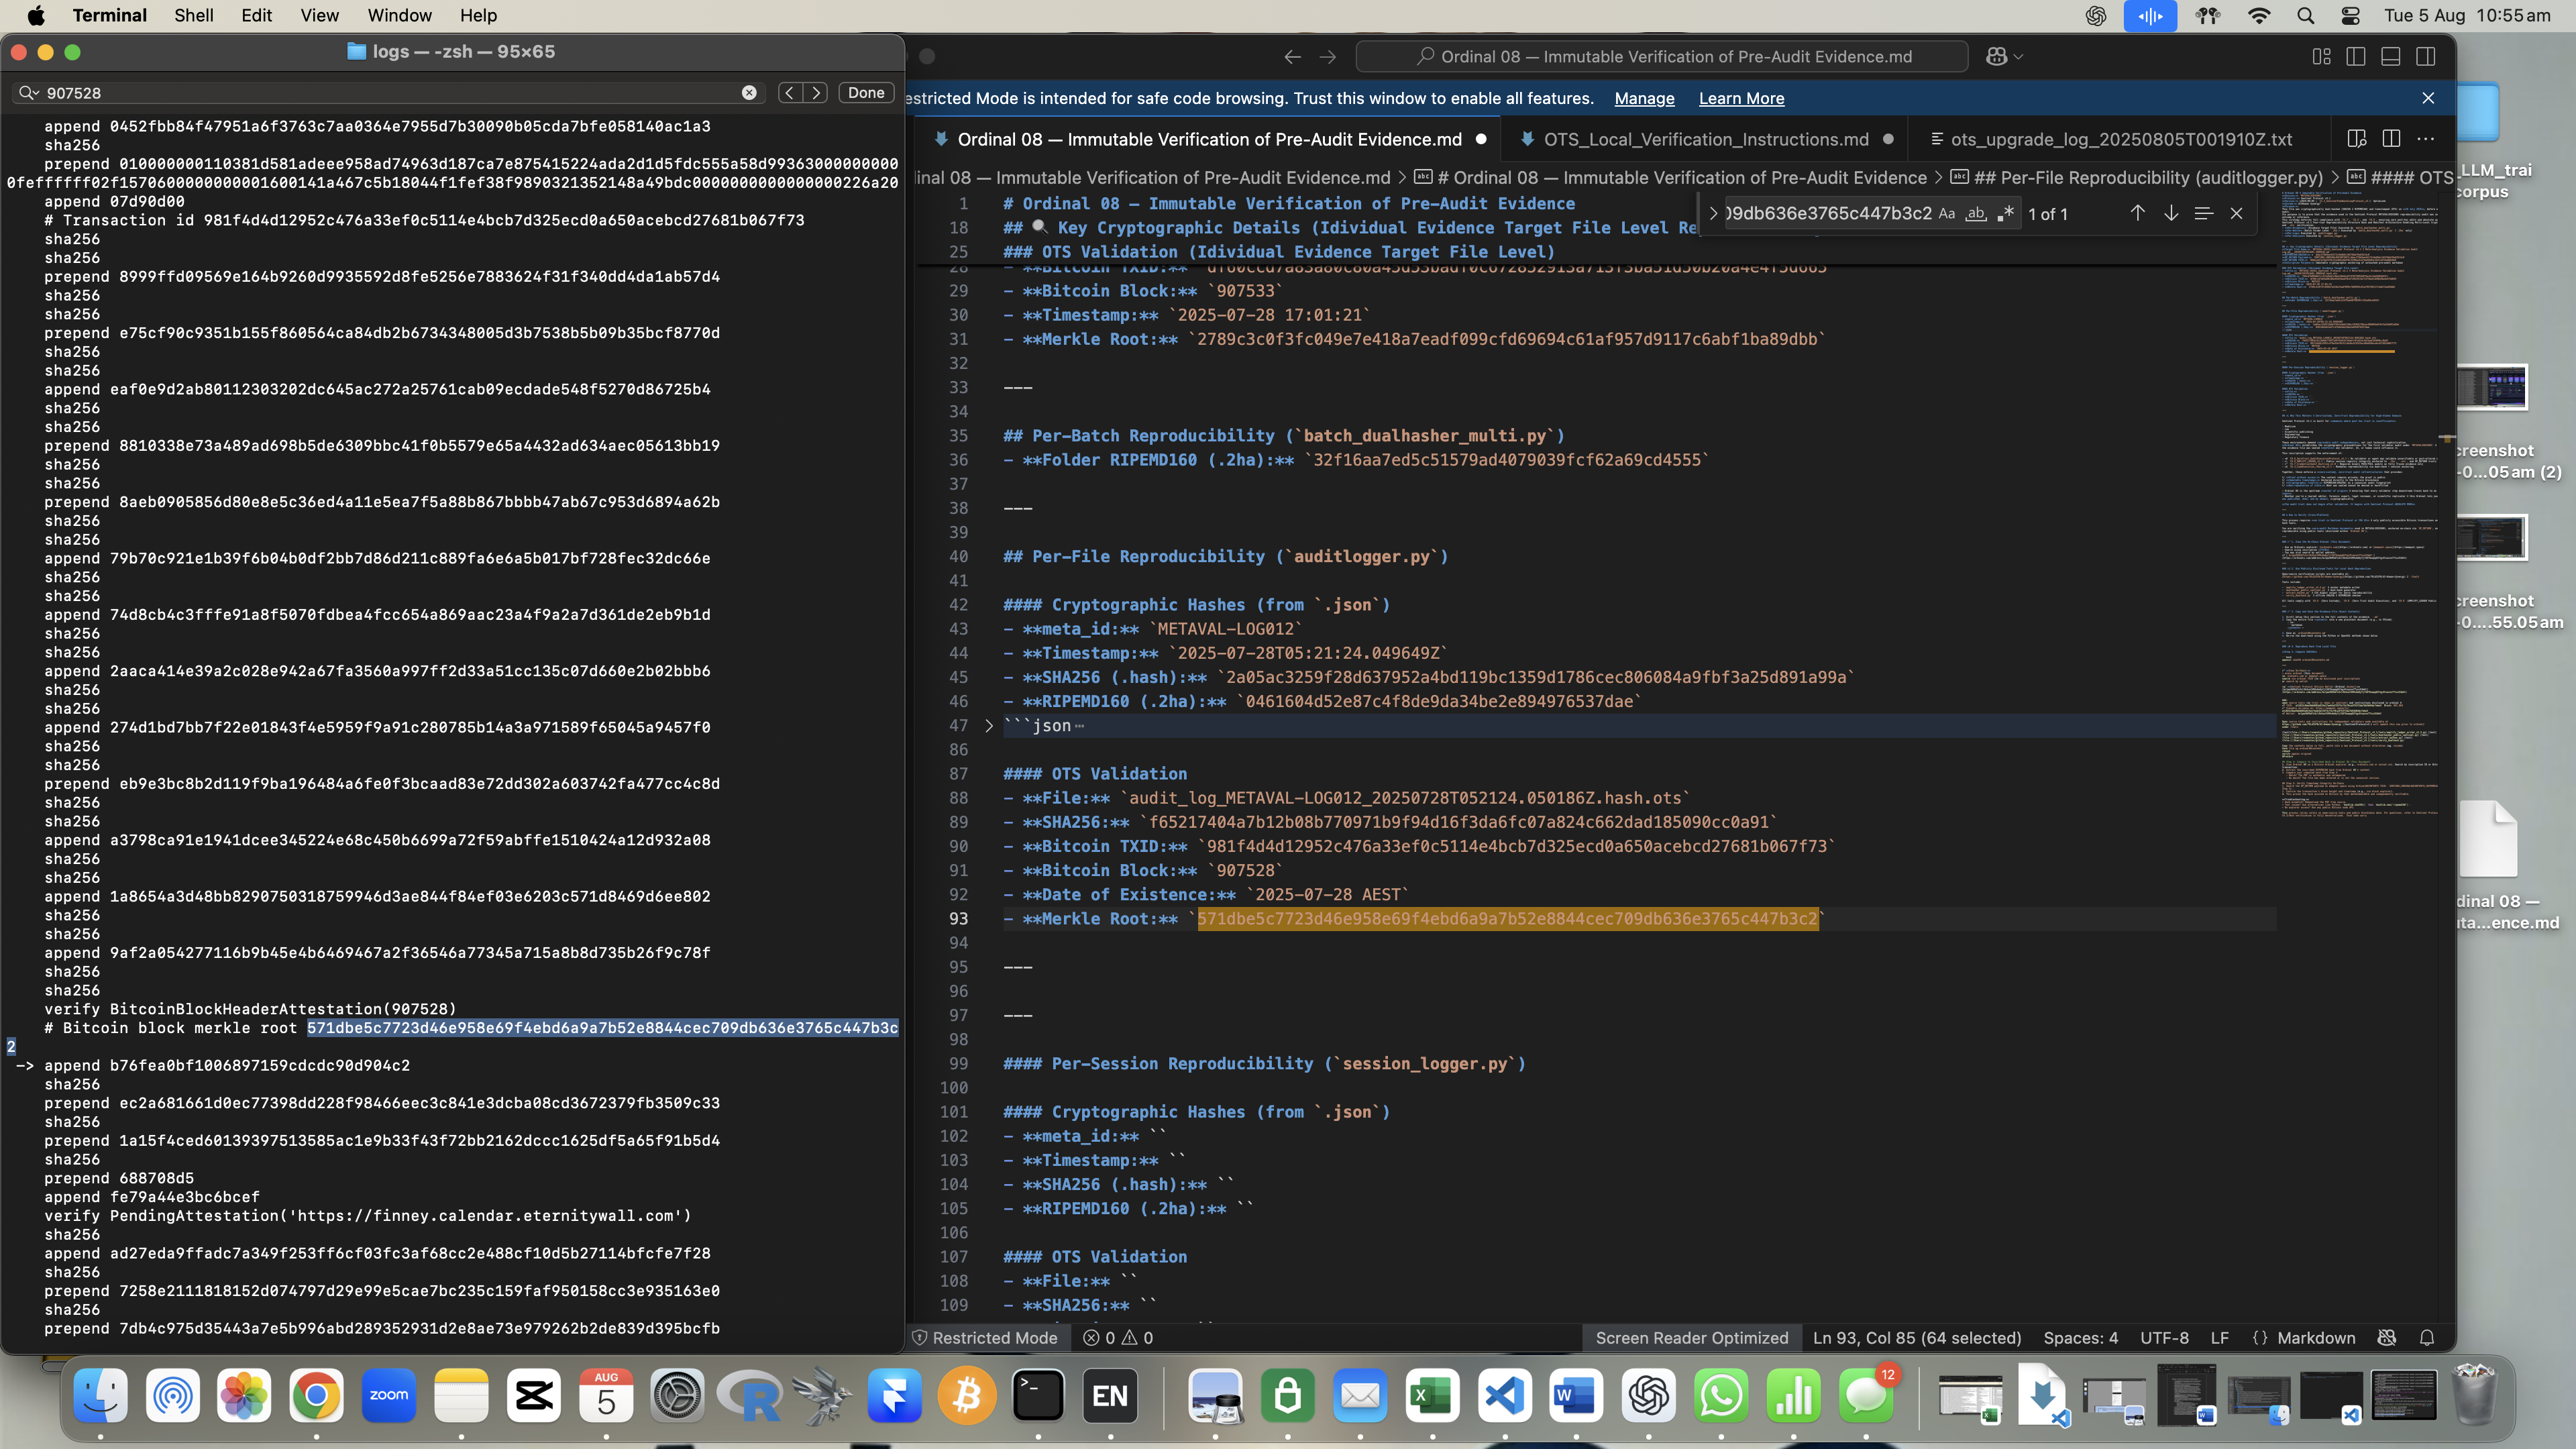 Terminal Shell Edit View Window Help
Tue 5 Aug 10:55am
logs — -zsh — 95×65
907528
Done
append 0452fbb84f47951a6f3763c7aa0364e7955d7b30090b05cda7bfe058140ac1a3
sha256
prepend 010000000110381d581adeee958ad74963d187ca7e875415224ada2d1d5fdc555a58d99363000000000
0feffffff02f15706000000000001600141a467c5b18044f1fef38f9890321352148a49bdc0000000000000000226a20
append 07d90d00
# Transaction id 981f4d4d12952c476a33ef0c5114e4bcb7d325ecd0a650acebcd27681b067f73
sha256
sha256
prepend 8999ffd09569e164b9260d9935592d8fe5256e7883624f31f340dd4da1ab57d4
sha256
sha256
prepend e75cf90c9351b155f860564ca84db2b6734348005d3b7538b5b09b35bcf8770d
sha256
sha256
append eaf0e9d2ab80112303202dc645ac272a25761cab09ecdade548f5270d86725b4
sha256
sha256
prepend 8810338e73a489ad698b5de6309bbc41f0b5579e65a4432ad634aec05613bb19
sha256
sha256
prepend 8aeb0905856d80e8e5c36ed4a11e5ea7f5a88b867bbbb47ab67c953d6894a62b
sha256
sha256
append 79b70c921e1b39f6b04b0df2bb7d86d211c889fa6e6a5b017bf728fec32dc66e
sha256
sha256
append 74d8cb4c3fffe91a8f5070fdbea4fcc654a869aac23a4f9a2a7d361de2eb9b1d
sha256
sha256
append 2aaca414e39a2c028e942a67fa3560a997ff2d33a51cc135c07d660e2b02bbb6
sha256
sha256
append 274d1bd7bb7f22e01843f4e5959f9a91c280785b14a3a971589f65045a9457f0
sha256
sha256
prepend eb9e3bc8b2d119f9ba196484a6fe0f3bcaad83e72dd302a603742fa477cc4c8d
sha256
sha256
append a3798ca91e1941dcee345224e68c450b6699a72f59abffe1510424a12d932a08
sha256
sha256
append 1a8654a3d48bb8290750318759946d3ae844f84ef03e6203c571d8469d6ee802
sha256
sha256
append 9af2a054277116b9b45e4b6469467a2f36546a77345a715a8b8d735b26f9c78f
sha256
sha256
verify BitcoinBlockHeaderAttestation(907528)
# Bitcoin block merkle root 571dbe5c7723d46e958e69f4ebd6a9a7b52e8844cec709db636e3765c447b3c
2
-> append b76fea0bf1006897159cdcdc90d904c2
sha256
prepend ec2a681661d0ec77398dd228f98466eec3c841e3dcba08cd3672379fb3509c33
sha256
prepend 1a15f4ced60139397513585ac1e9b33f43f72bb2162dccc1625df5a65f91b5d4
sha256
prepend 688708d5
append fe79a44e3bc6bcef
verify PendingAttestation('https://finney.calendar.eternitywall.com')
sha256
append ad27eda9ffadc7a349f253ff6cf03fc3af68cc2e488cf10d5b27114bfcfe7f28
sha256
prepend 7258e2111818152d074797d29e99e5cae7bc235c159faf950158cc3e935163e0
sha256
prepend 7db4c975d35443a7e5b996abd289352931d2e8ae73e979262b2de839d395bcfb
Ordinal 08 — Immutable Verification of Pre-Audit Evidence.md
estricted Mode is intended for safe code browsing. Trust this window to enable all features. Manage Learn More
Ordinal 08 — Immutable Verification of Pre-Audit Evidence.md OTS_Local_Verification_Instructions.md ots_upgrade_log_20250805T001910Z.txt
inal 08 — Immutable Verification of Pre-Audit Evidence.md > # Ordinal 08 — Immutable Verification of Pre-Audit Evidence > ## Per-File Reproducibility (auditlogger.py) > #### OTS
09db636e3765c447b3c2 Aa ab 1 of 1
1 # Ordinal 08 — Immutable Verification of Pre-Audit Evidence
18 ## 🔍 Key Cryptographic Details (Idividual Evidence Target File Level Re
25 ### OTS Validation (Idividual Evidence Target File Level)
29 - **Bitcoin Block:** `907533`
30 - **Timestamp:** `2025-07-28 17:01:21`
31 - **Merkle Root:** `2789c3c0f3fc049e7e418a7eadf099cfd69694c61af957d9117c6abf1ba89dbb`
32
33 ---
34
35 ## Per-Batch Reproducibility (`batch_dualhasher_multi.py`)
36 - **Folder RIPEMD160 (.2ha):** `32f16aa7ed5c51579ad4079039fcf62a69cd4555`
37
38 ---
39
40 ## Per-File Reproducibility (`auditlogger.py`)
41
42 #### Cryptographic Hashes (from `.json`)
43 - **meta_id:** `METAVAL-LOG012`
44 - **Timestamp:** `2025-07-28T05:21:24.049649Z`
45 - **SHA256 (.hash):** `2a05ac3259f28d637952a4bd119bc1359d1786cec806084a9fbf3a25d891a99a`
46 - **RIPEMD160 (.2ha):** `0461604d52e87c4f8de9da34be2e894976537dae`
47 ```json
86
87 #### OTS Validation
88 - **File:** `audit_log_METAVAL-LOG012_20250728T052124.050186Z.hash.ots`
89 - **SHA256:** `f65217404a7b12b08b770971b9f94d16f3da6fc07a824c662dad185090cc0a91`
90 - **Bitcoin TXID:** `981f4d4d12952c476a33ef0c5114e4bcb7d325ecd0a650acebcd27681b067f73`
91 - **Bitcoin Block:** `907528`
92 - **Date of Existence:** `2025-07-28 AEST`
93 - **Merkle Root:** `571dbe5c7723d46e958e69f4ebd6a9a7b52e8844cec709db636e3765c447b3c2`
94
95 ---
96
97 ---
98
99 #### Per-Session Reproducibility (`session_logger.py`)
100
101 #### Cryptographic Hashes (from `.json`)
102 - **meta_id:** ``
103 - **Timestamp:** ``
104 - **SHA256 (.hash):** ``
105 - **RIPEMD160 (.2ha):** ``
106
107 #### OTS Validation
108 - **File:** ``
109 - **SHA256:** ``
Restricted Mode 0 0 Screen Reader Optimized Ln 93, Col 85 (64 selected) Spaces: 4 UTF-8 LF {} Markdown
_LLM_trai
corpus
creenshot
-0...05am (2)
creenshot
-0....55.05am
dinal 08 —
uta...ence.md
zoom
AUG
5
EN
12